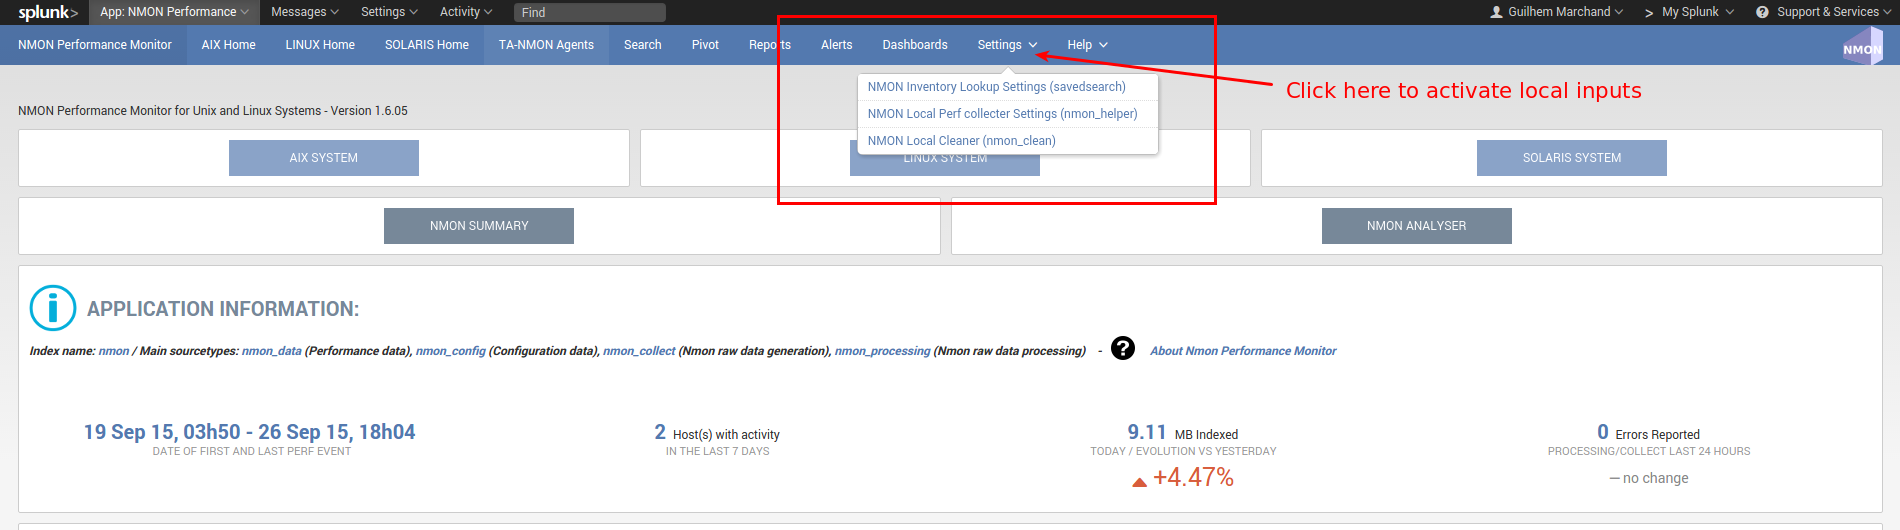 splunk> App: NMON Performance Messages Settings Activity Find Guilhem Marchand > My Splunk Support & Services
NMON Performance Monitor AIX Home LINUX Home SOLARIS Home TA-NMON Agents Search Pivot Reports Alerts Dashboards Settings Help NMON
NMON Inventory Lookup Settings (savedsearch)
Click here to activate local inputs
NMON Local Perf collecter Settings (nmon_helper)
NMON Local Cleaner (nmon_clean)
NMON Performance Monitor for Unix and Linux Systems - Version 1.6.05
AIX SYSTEM LINUX SYSTEM SOLARIS SYSTEM
NMON SUMMARY NMON ANALYSER
APPLICATION INFORMATION:
Index name: nmon / Main sourcetypes: nmon_data (Performance data), nmon_config (Configuration data), nmon_collect (Nmon raw data generation), nmon_processing (Nmon raw data processing) - ? About Nmon Performance Monitor
19 Sep 15, 03h50 - 26 Sep 15, 18h04 2 Host(s) with activity 9.11 MB Indexed 0 Errors Reported
DATE OF FIRST AND LAST PERF EVENT IN THE LAST 7 DAYS TODAY / EVOLUTION VS YESTERDAY PROCESSING/COLLECT LAST 24 HOURS
+4.47% — no change